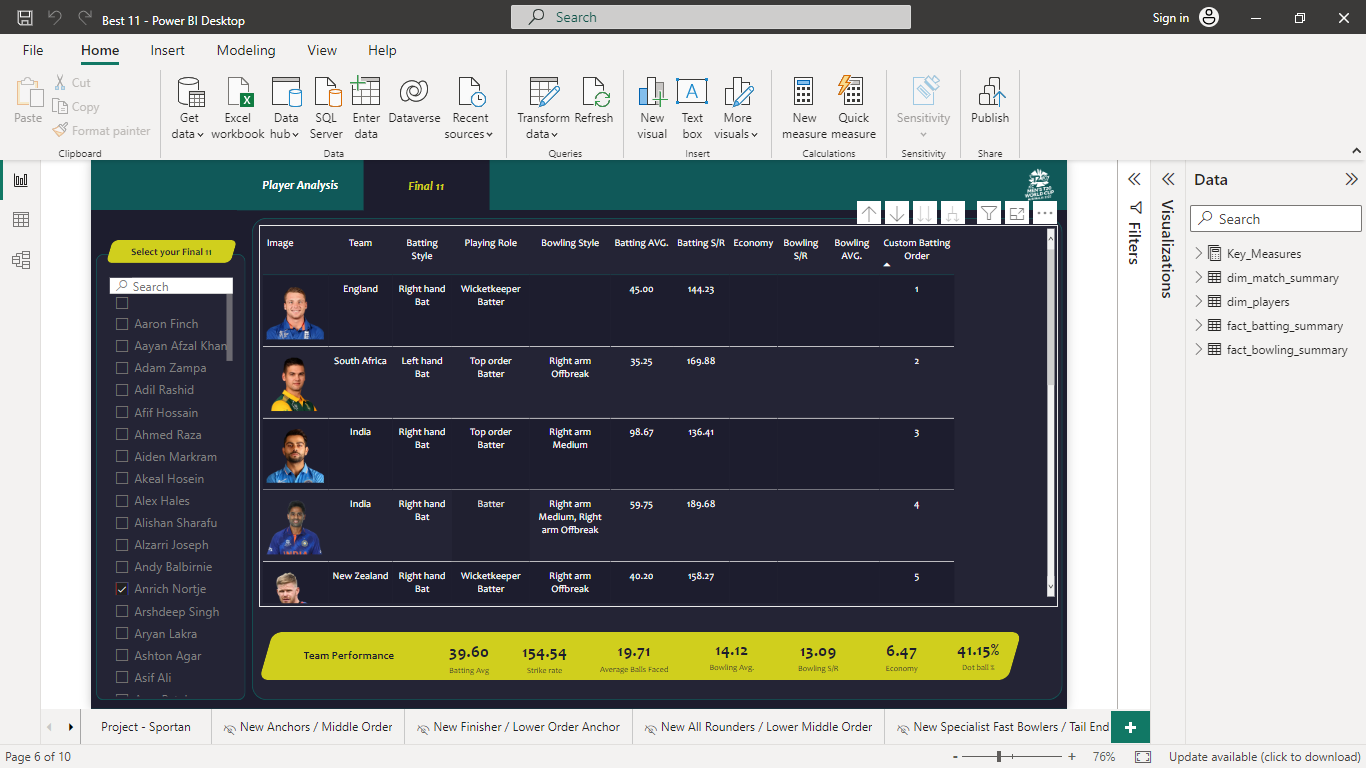 Best 11 - Power BI Desktop
Search
Sign in
File Home Insert Modeling View Help
Paste
Cut
Copy
Format painter
Clipboard
Get data
Excel workbook
Data hub
SQL Server
Enter data
Dataverse
Recent sources
Data
Transform data
Refresh
Queries
New visual
Text box
More visuals
Insert
New measure
Quick measure
Calculations
Sensitivity
Sensitivity
Publish
Share
Player Analysis
Final 11
MEN'S T20
WORLD CUP
Select your Final 11
Search
Aaron Finch
Aayan Afzal Khan
Adam Zampa
Adil Rashid
Afif Hossain
Ahmed Raza
Aiden Markram
Akeal Hosein
Alex Hales
Alishan Sharafu
Alzarri Joseph
Andy Balbirnie
Anrich Nortje
Arshdeep Singh
Aryan Lakra
Ashton Agar
Asif Ali
Image Team Batting Style Playing Role Bowling Style Batting AVG. Batting S/R Economy Bowling S/R Bowling AVG. Custom Batting Order
England Right hand Bat Wicketkeeper Batter 45.00 144.23 1
South Africa Left hand Bat Top order Batter Right arm Offbreak 35.25 169.88 2
India Right hand Bat Top order Batter Right arm Medium 98.67 136.41 3
India Right hand Bat Batter Right arm Medium, Right arm Offbreak 59.75 189.68 4
INDIA
New Zealand Right hand Bat Wicketkeeper Batter Right arm Offbreak 40.20 158.27 5
Team Performance
39.60 154.54 19.71 14.12 13.09 6.47 41.15%
Batting Avg Strike rate Average Balls Faced Bowling Avg. Bowling S/R Economy Dot ball %
Filters
Visualizations
Data
Search
Key_Measures
dim_match_summary
dim_players
fact_batting_summary
fact_bowling_summary
Project - Sportan
New Anchors / Middle Order
New Finisher / Lower Order Anchor
New All Rounders / Lower Middle Order
New Specialist Fast Bowlers / Tail End
Page 6 of 10
- + 76%
Update available (click to download)